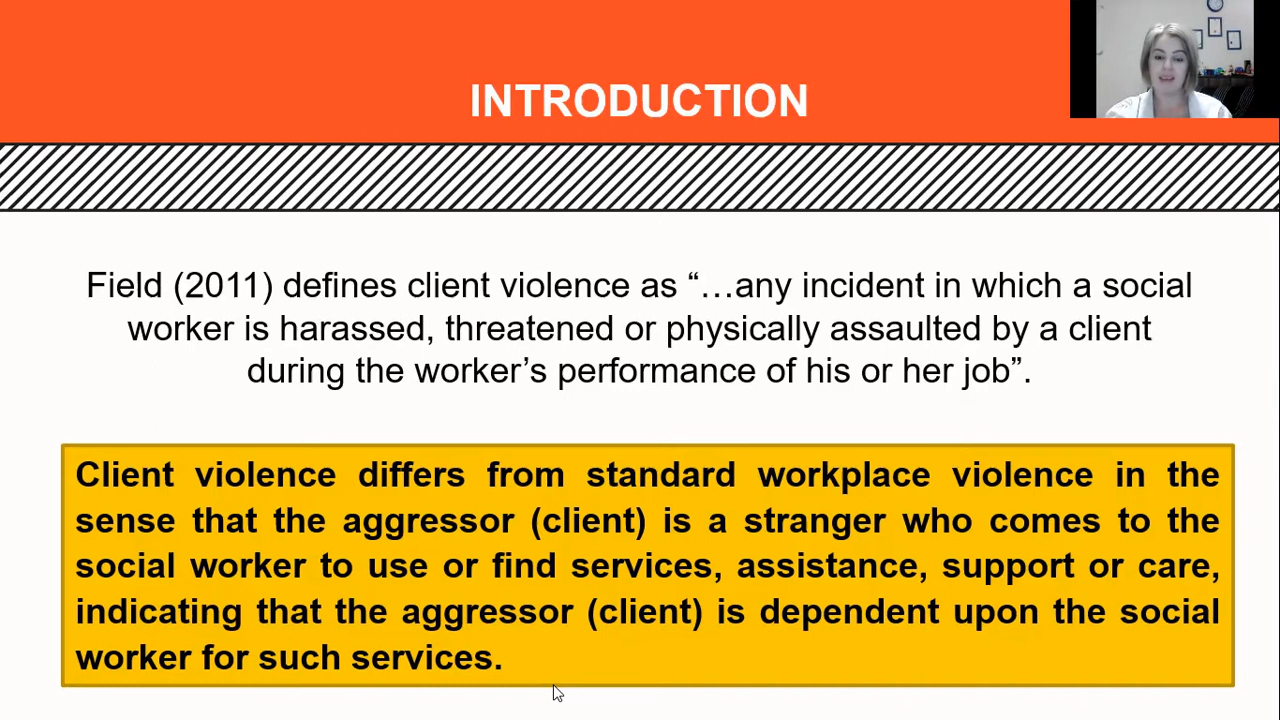 INTRODUCTION
Field (2011) defines client violence as “…any incident in which a social
worker is harassed, threatened or physically assaulted by a client
during the worker’s performance of his or her job”.
Client violence differs from standard workplace violence in the
sense that the aggressor (client) is a stranger who comes to the
social worker to use or find services, assistance, support or care,
indicating that the aggressor (client) is dependent upon the social
worker for such services.